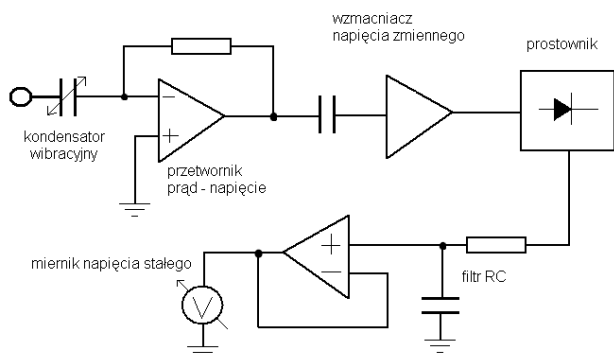 wzmacniacz
napięcia zmiennego
prostownik
kondensator
wibracyjny
przetwornik
prąd - napięcie
miernik napięcia stałego
filtr RC
V